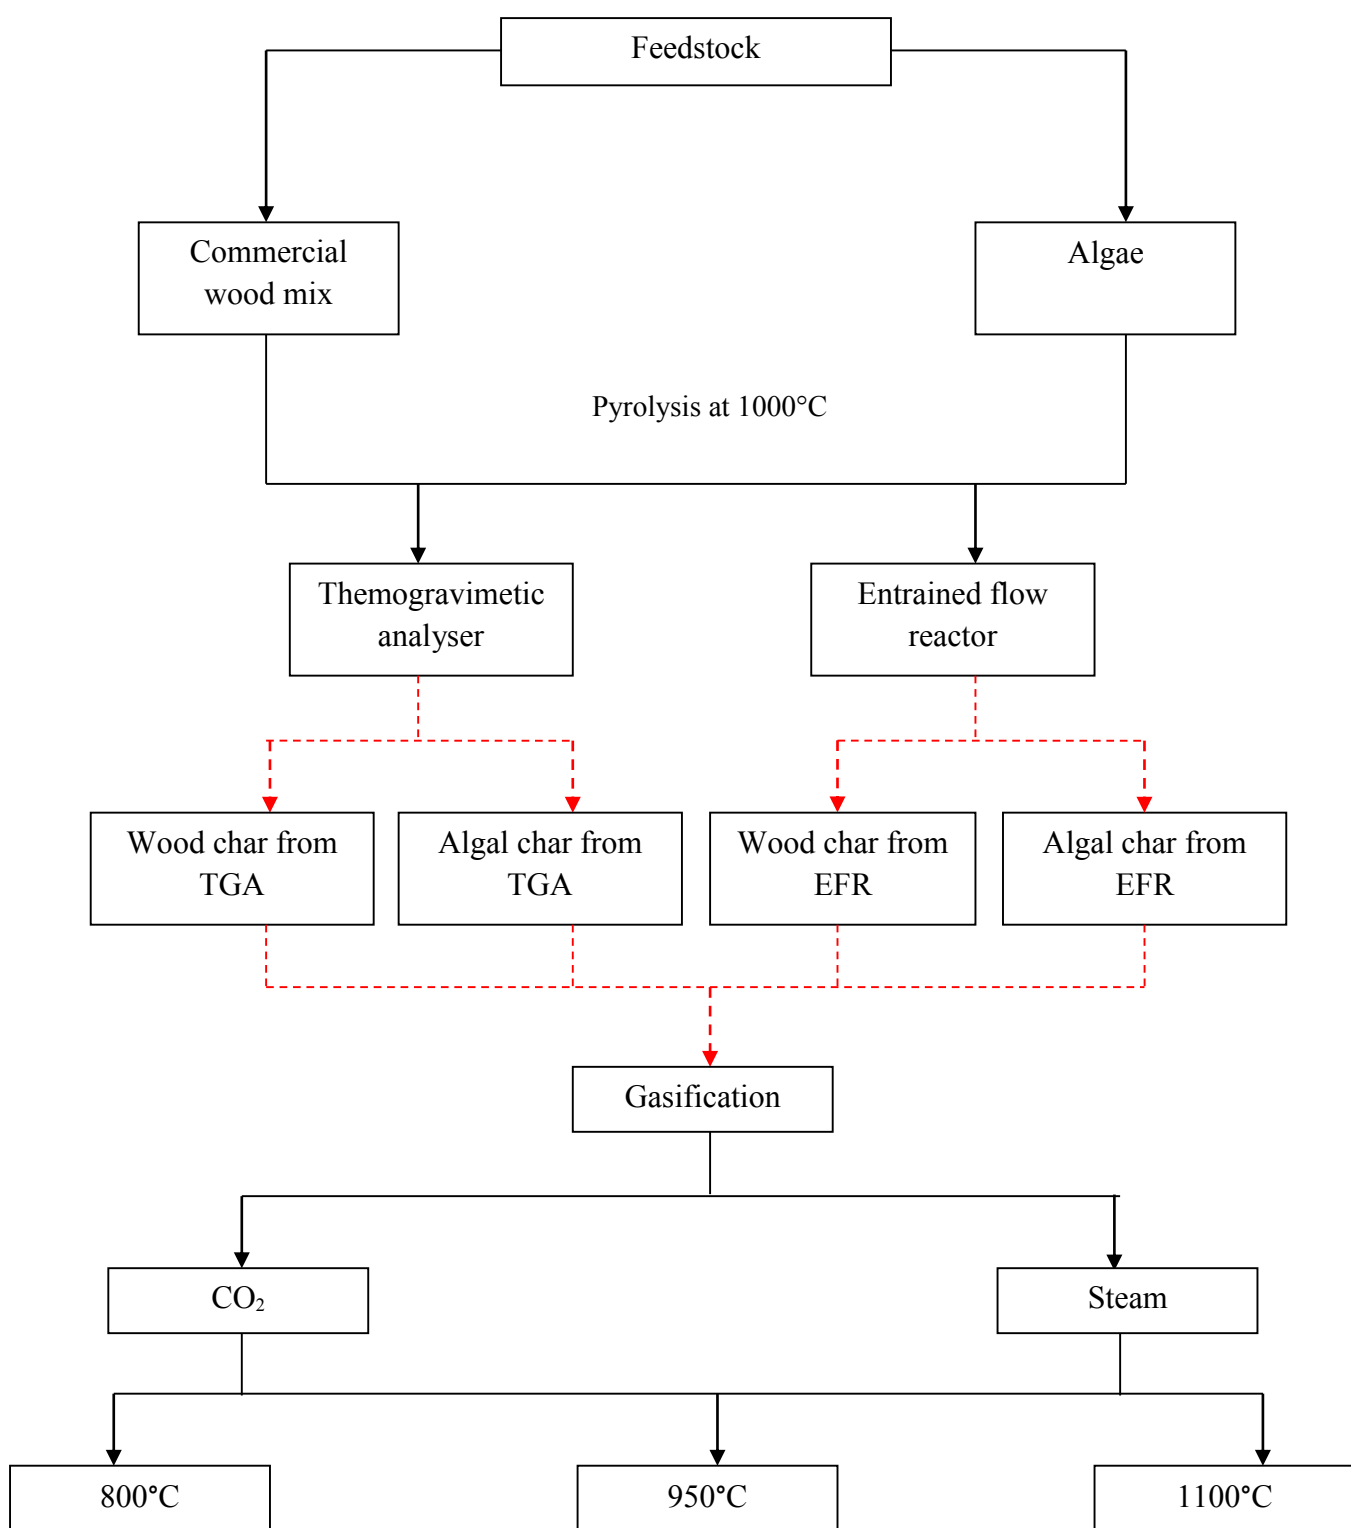 Feedstock
Commercial
wood mix
Algae
Pyrolysis at 1000°C
Themogravimetic
analyser
Entrained flow
reactor
Wood char from
TGA
Algal char from
TGA
Wood char from
EFR
Algal char from
EFR
Gasification
CO₂
Steam
800°C
950°C
1100°C